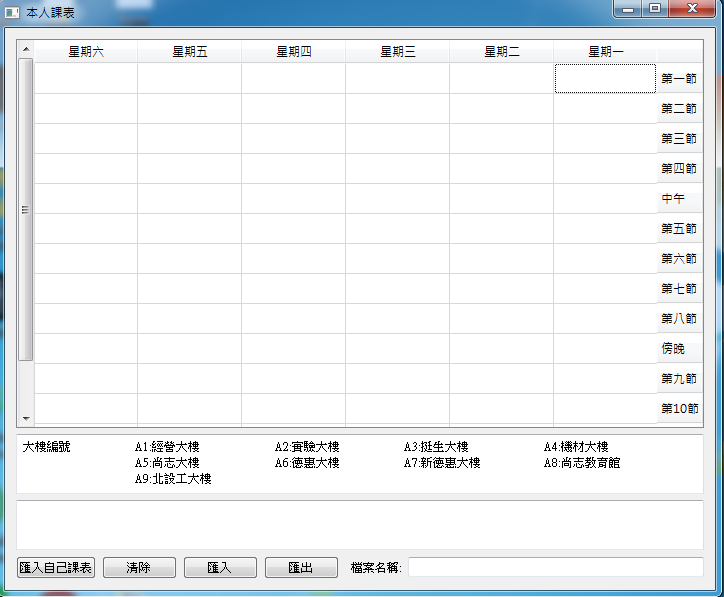 本人課表
星期六 星期五 星期四 星期三 星期二 星期一
第一節
第二節
第三節
第四節
中午
第五節
第六節
第七節
第八節
傍晚
第九節
第10節
大樓編號 A1:經營大樓 A2:實驗大樓 A3:挺生大樓 A4:機材大樓
A5:尚志大樓 A6:德惠大樓 A7:新德惠大樓 A8:尚志教育館
A9:北設工大樓
匯入自己課表 清除 匯入 匯出 檔案名稱: